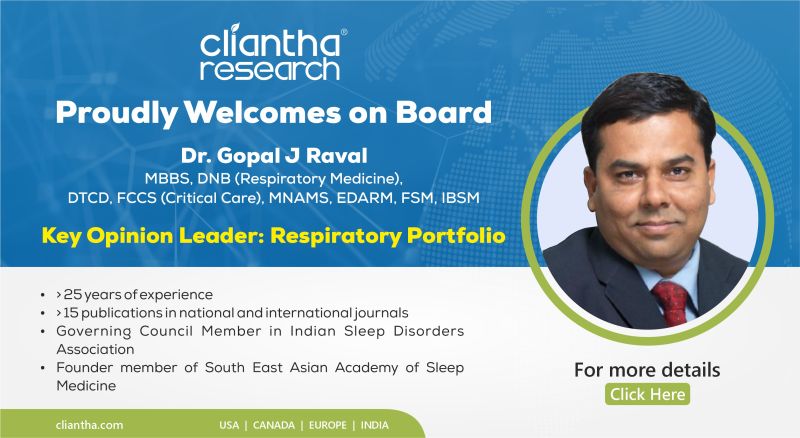 cliantha®
research
Proudly Welcomes on Board
Dr. Gopal J Raval
MBBS, DNB (Respiratory Medicine),
DTCD, FCCS (Critical Care), MNAMS, EDARM, FSM, IBSM
Key Opinion Leader: Respiratory Portfolio
• > 25 years of experience
• > 15 publications in national and international journals
• Governing Council Member in Indian Sleep Disorders
Association
• Founder member of South East Asian Academy of Sleep
Medicine
For more details
Click Here
cliantha.com
USA | CANADA | EUROPE | INDIA